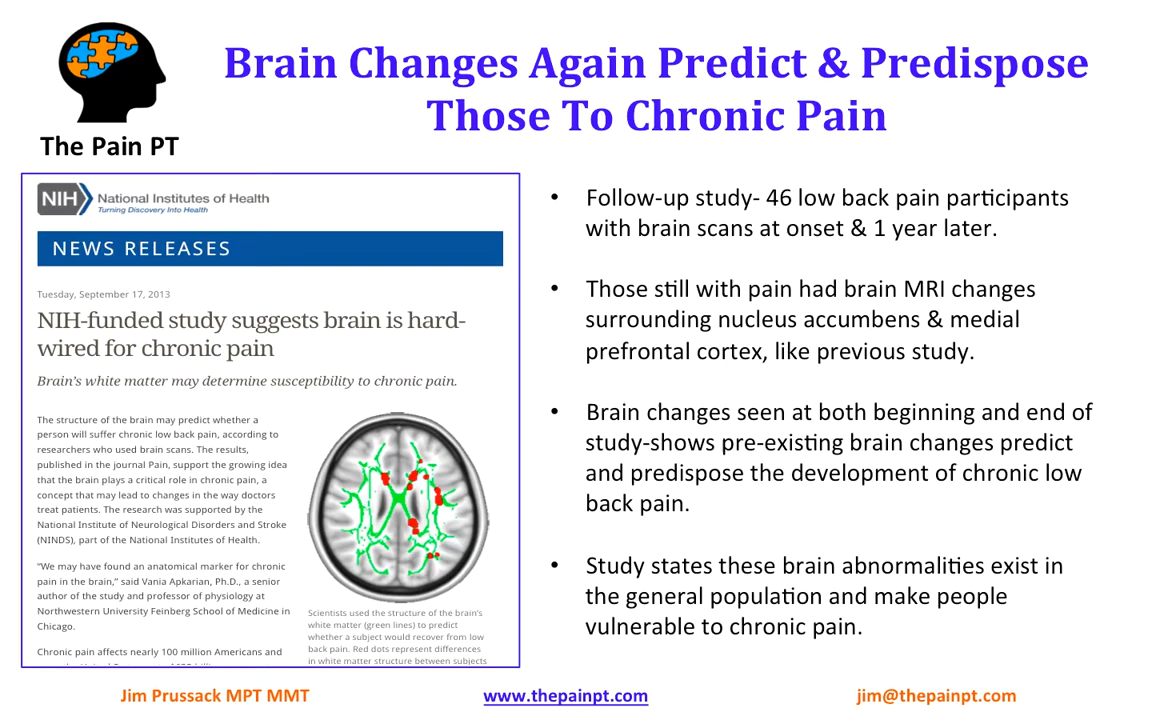 Brain Changes Again Predict & Predispose
Those To Chronic Pain
The Pain PT
NIH National Institutes of Health
Turning Discovery Into Health
NEWS RELEASES
Tuesday, September 17, 2013
NIH-funded study suggests brain is hard-
wired for chronic pain
Brain's white matter may determine susceptibility to chronic pain.
The structure of the brain may predict whether a
person will suffer chronic low back pain, according to
researchers who used brain scans. The results,
published in the journal Pain, support the growing idea
that the brain plays a critical role in chronic pain, a
concept that may lead to changes in the way doctors
treat patients. The research was supported by the
National Institute of Neurological Disorders and Stroke
(NINDS), part of the National Institutes of Health.
"We may have found an anatomical marker for chronic
pain in the brain," said Vania Apkarian, Ph.D., a senior
author of the study and professor of physiology at
Northwestern University Feinberg School of Medicine in
Chicago.
Chronic pain affects nearly 100 million Americans and
Scientists used the structure of the brain's
white matter (green lines) to predict
whether a subject would recover from low
back pain. Red dots represent differences
in white matter structure between subjects
• Follow-up study- 46 low back pain participants
with brain scans at onset & 1 year later.
• Those still with pain had brain MRI changes
surrounding nucleus accumbens & medial
prefrontal cortex, like previous study.
• Brain changes seen at both beginning and end of
study-shows pre-existing brain changes predict
and predispose the development of chronic low
back pain.
• Study states these brain abnormalities exist in
the general population and make people
vulnerable to chronic pain.
Jim Prussack MPT MMT
www.thepainpt.com
jim@thepainpt.com